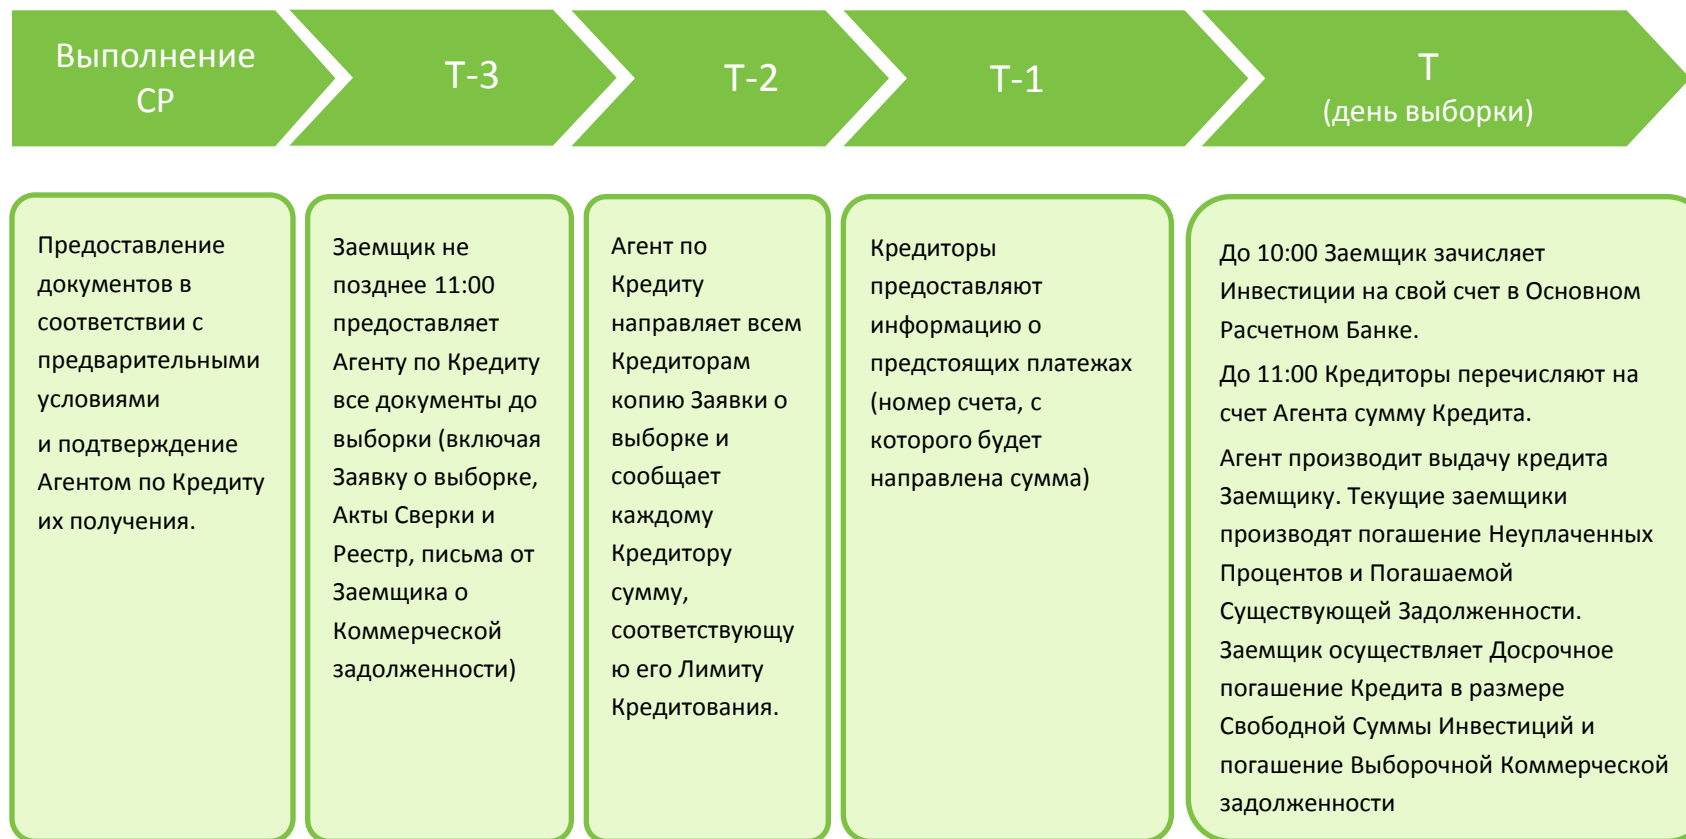 Выполнение
СР
Т-3
Т-2
Т-1
Т
(день выборки)
Предоставление
документов в
соответствии с
предварительными
условиями
и подтверждение
Агентом по Кредиту
их получения.
Заемщик не
позднее 11:00
предоставляет
Агенту по Кредиту
все документы до
выборки (включая
Заявку о выборке,
Акты Сверки и
Реестр, письма от
Заемщика о
Коммерческой
задолженности)
Агент по
Кредиту
направляет всем
Кредиторам
копию Заявки о
выборке и
сообщает
каждому
Кредитору
сумму,
соответствующу
ю его Лимиту
Кредитования.
Кредиторы
предоставляют
информацию о
предстоящих платежах
(номер счета, с
которого будет
направлена сумма)
До 10:00 Заемщик зачисляет
Инвестиции на свой счет в Основном
Расчетном Банке.
До 11:00 Кредиторы перечисляют на
счет Агента сумму Кредита.
Агент производит выдачу кредита
Заемщику. Текущие заемщики
производят погашение Неуплаченных
Процентов и Погашаемой
Существующей Задолженности.
Заемщик осуществляет Досрочное
погашение Кредита в размере
Свободной Суммы Инвестиций и
погашение Выборочной Коммерческой
задолженности